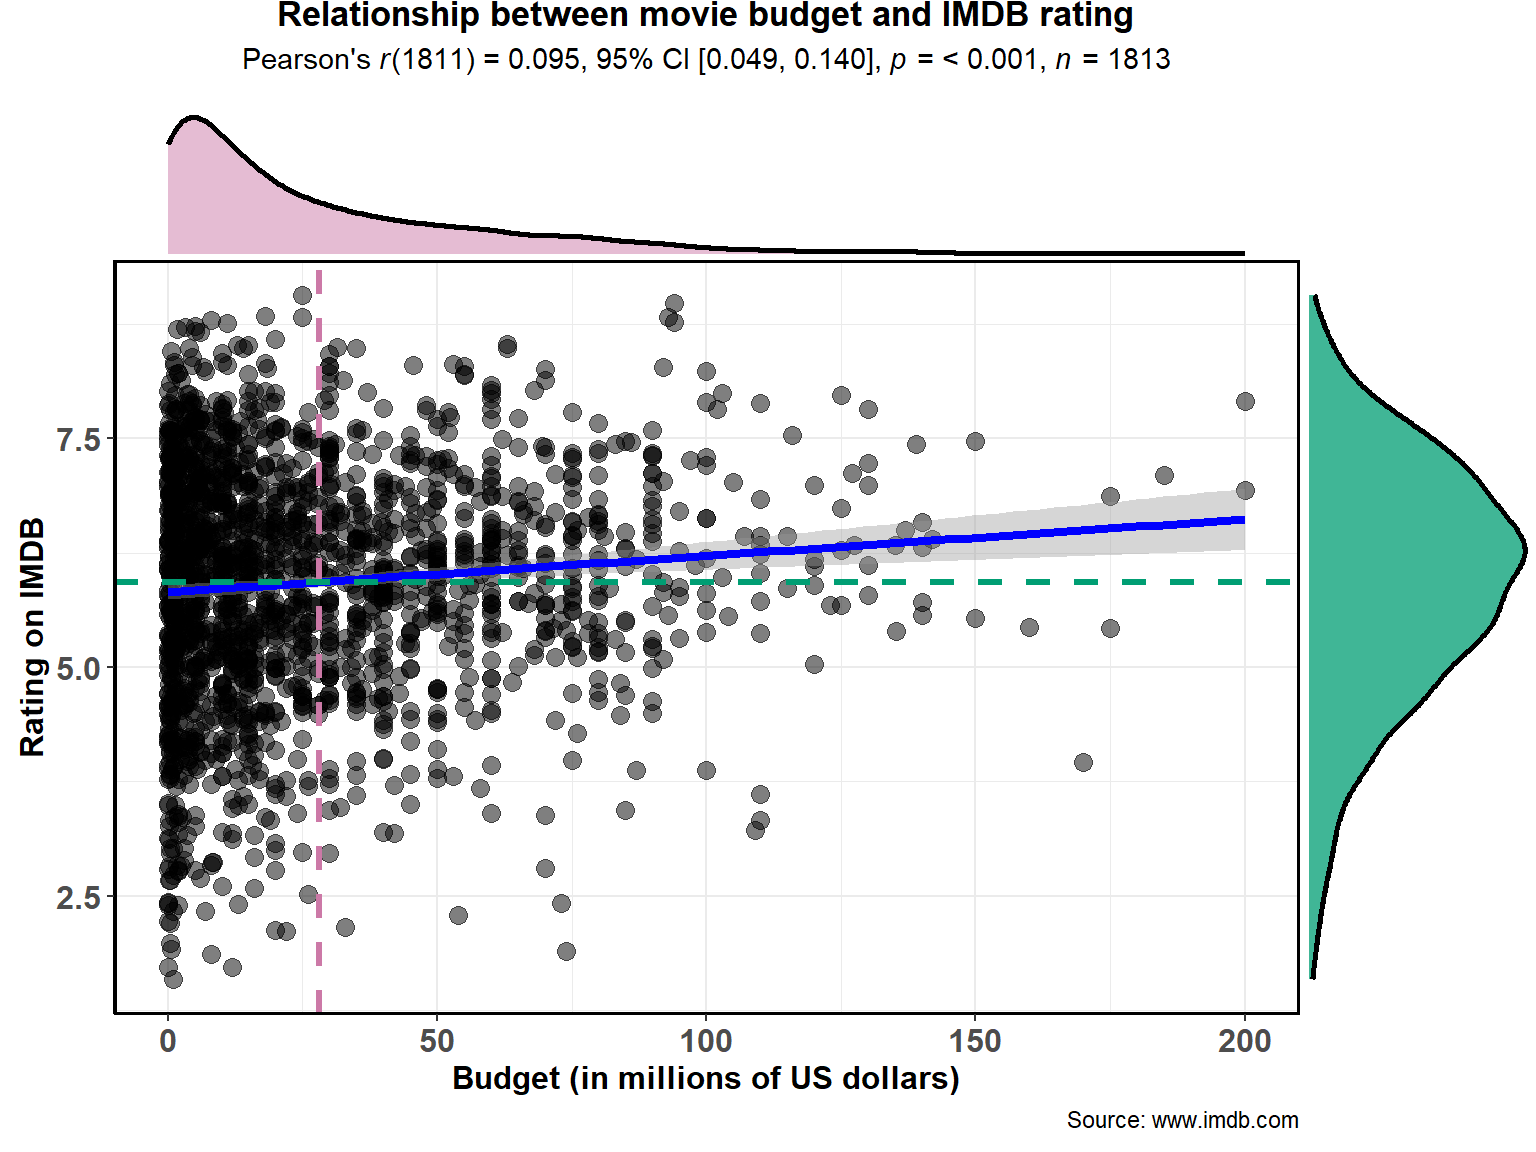 Relationship between movie budget and IMDB rating
Pearson's r(1811) = 0.095, 95% CI [0.049, 0.140], p = < 0.001, n = 1813
Rating on IMDB
7.5
5.0
2.5
0 50 100 150 200
Budget (in millions of US dollars)
Source: www.imdb.com